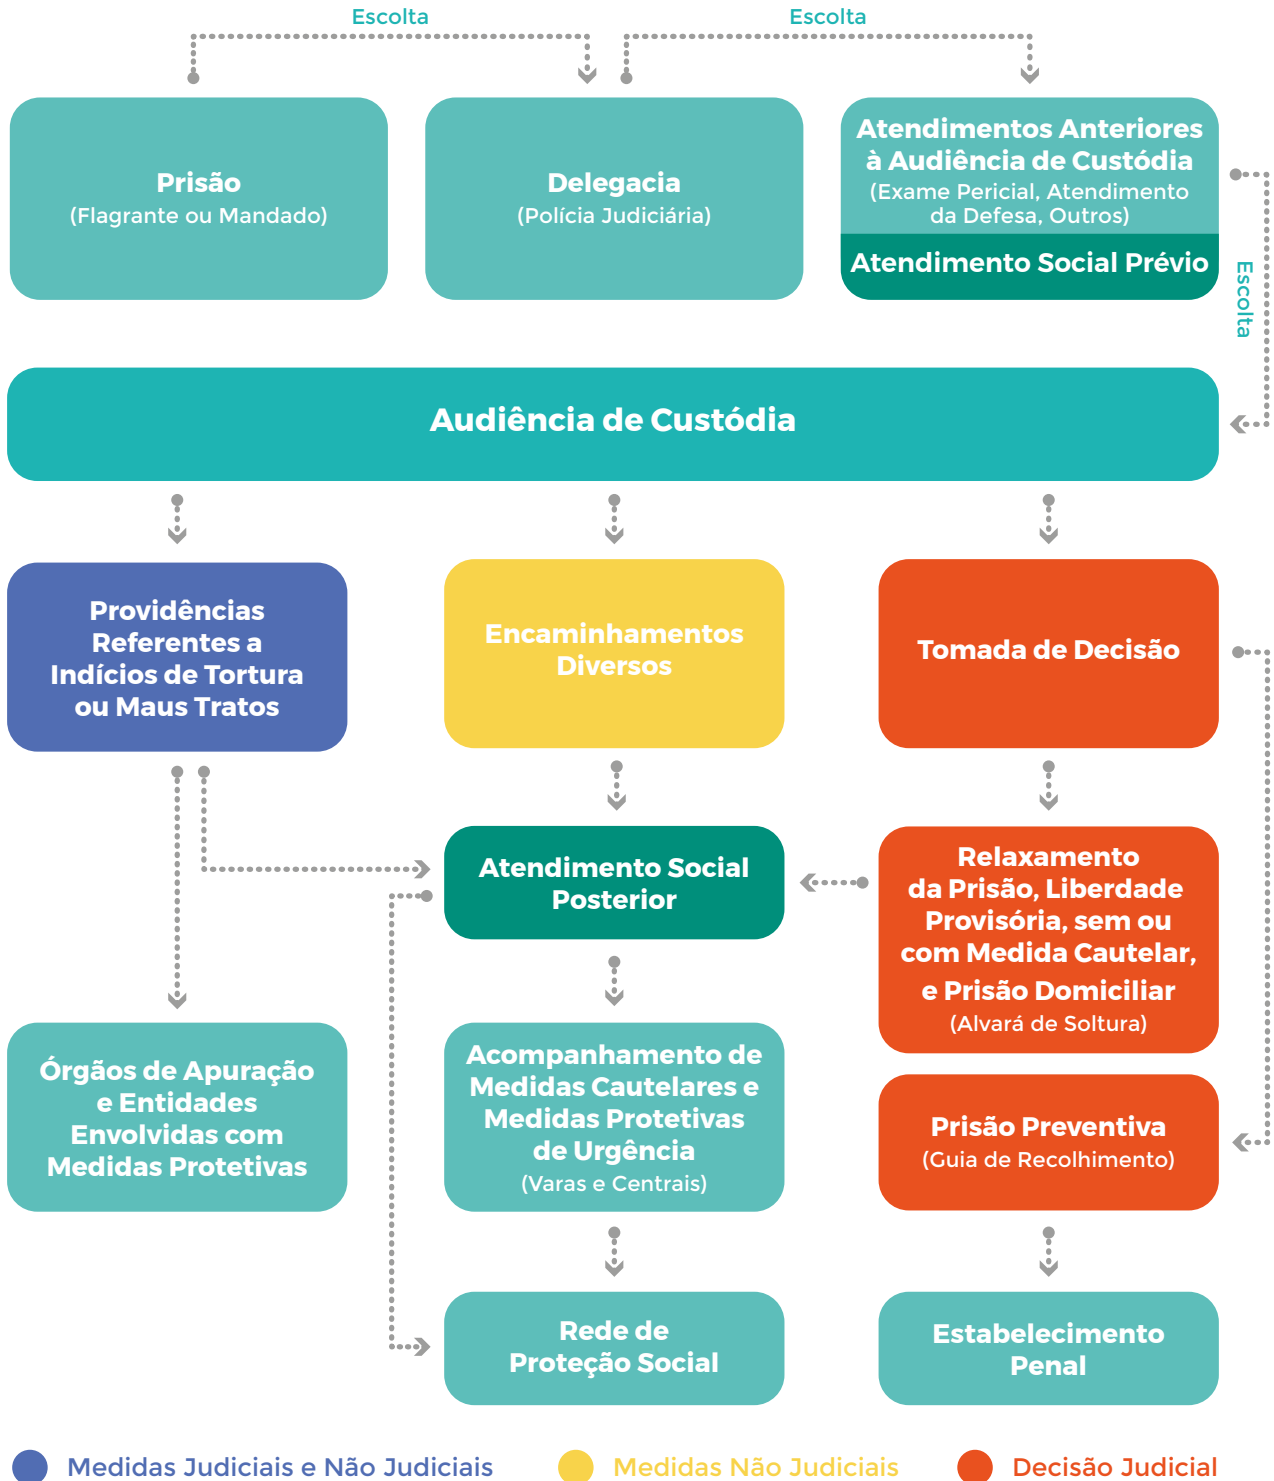 Escolta
Escolta
Prisão
(Flagrante ou Mandado)
Delegacia
(Polícia Judiciária)
Atendimentos Anteriores
à Audiência de Custódia
(Exame Pericial, Atendimento
da Defesa, Outros)
Atendimento Social Prévio
Escolta
Audiência de Custódia
Providências
Referentes a
Indícios de Tortura
ou Maus Tratos
Encaminhamentos
Diversos
Tomada de Decisão
Atendimento Social
Posterior
Relaxamento
da Prisão, Liberdade
Provisória, sem ou
com Medida Cautelar,
e Prisão Domiciliar
(Alvará de Soltura)
Órgãos de Apuração
e Entidades
Envolvidas com
Medidas Protetivas
Acompanhamento de
Medidas Cautelares e
Medidas Protetivas
de Urgência
(Varas e Centrais)
Prisão Preventiva
(Guia de Recolhimento)
Rede de
Proteção Social
Estabelecimento
Penal
Medidas Judiciais e Não Judiciais
Medidas Não Judiciais
Decisão Judicial